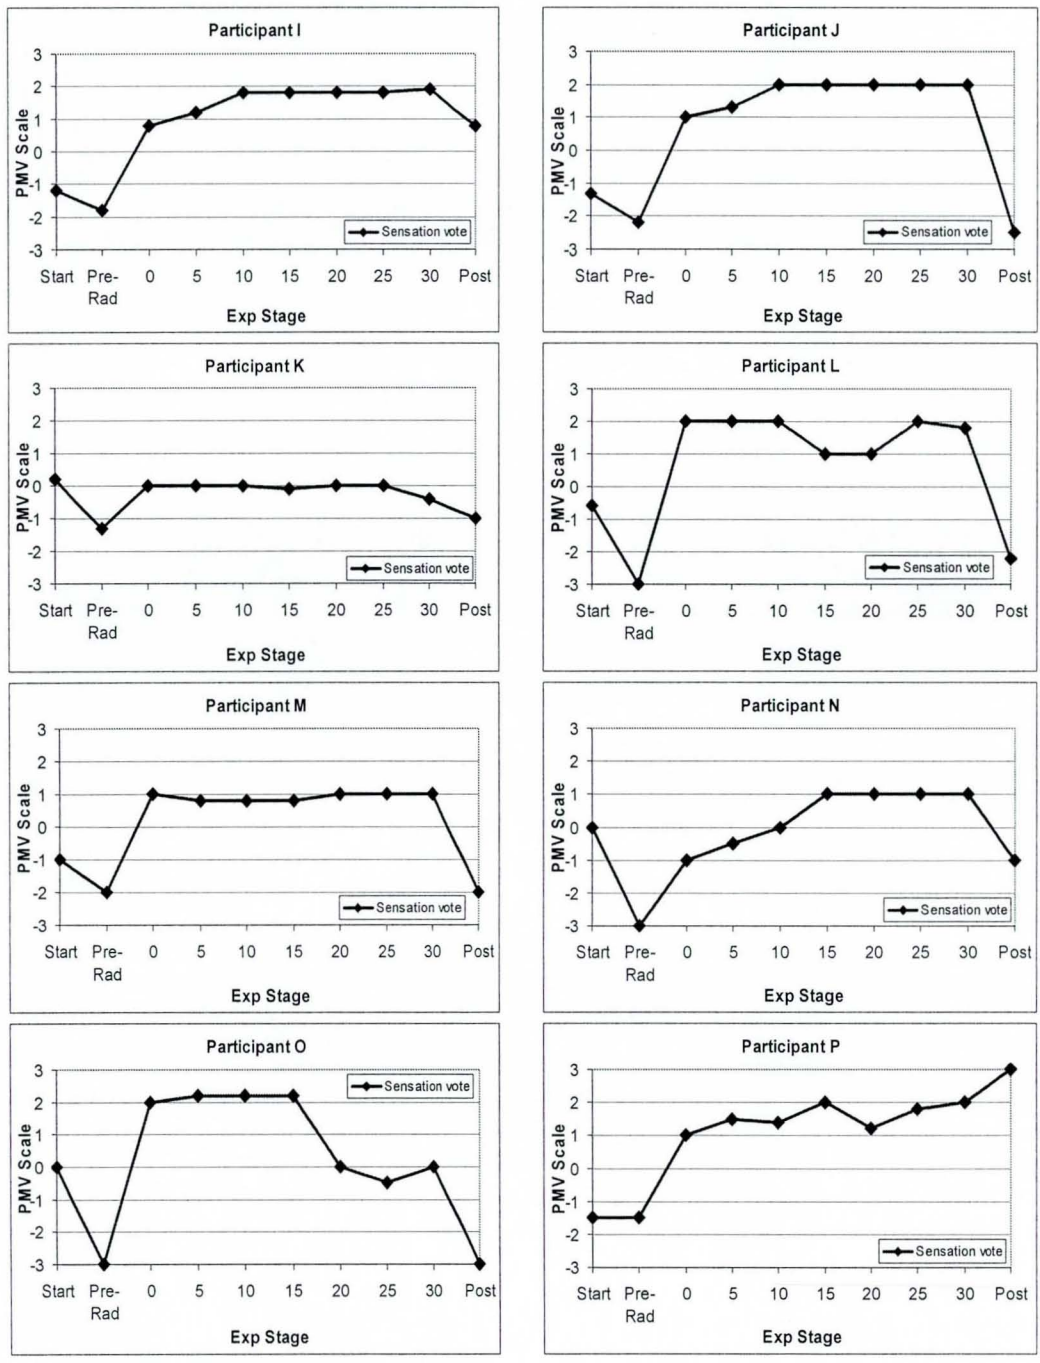 Participant I
PMV Scale
3
2
1
0
-1
-2
-3
Sensation vote
Start Pre-Rad 0 5 10 15 20 25 30 Post
Exp Stage
Participant J
PMV Scale
3
2
1
0
-1
-2
-3
Sensation vote
Start Pre-Rad 0 5 10 15 20 25 30 Post
Exp Stage
Participant K
PMV Scale
3
2
1
0
-1
-2
-3
Sensation vote
Start Pre-Rad 0 5 10 15 20 25 30 Post
Exp Stage
Participant L
PMV Scale
3
2
1
0
-1
-2
-3
Sensation vote
Start Pre-Rad 0 5 10 15 20 25 30 Post
Exp Stage
Participant M
PMV Scale
3
2
1
0
-1
-2
-3
Sensation vote
Start Pre-Rad 0 5 10 15 20 25 30 Post
Exp Stage
Participant N
PMV Scale
3
2
1
0
-1
-2
-3
Sensation vote
Start Pre-Rad 0 5 10 15 20 25 30 Post
Exp Stage
Participant O
PMV Scale
3
2
1
0
-1
-2
-3
Sensation vote
Start Pre-Rad 0 5 10 15 20 25 30 Post
Exp Stage
Participant P
PMV Scale
3
2
1
0
-1
-2
-3
Sensation vote
Start Pre-Rad 0 5 10 15 20 25 30 Post
Exp Stage